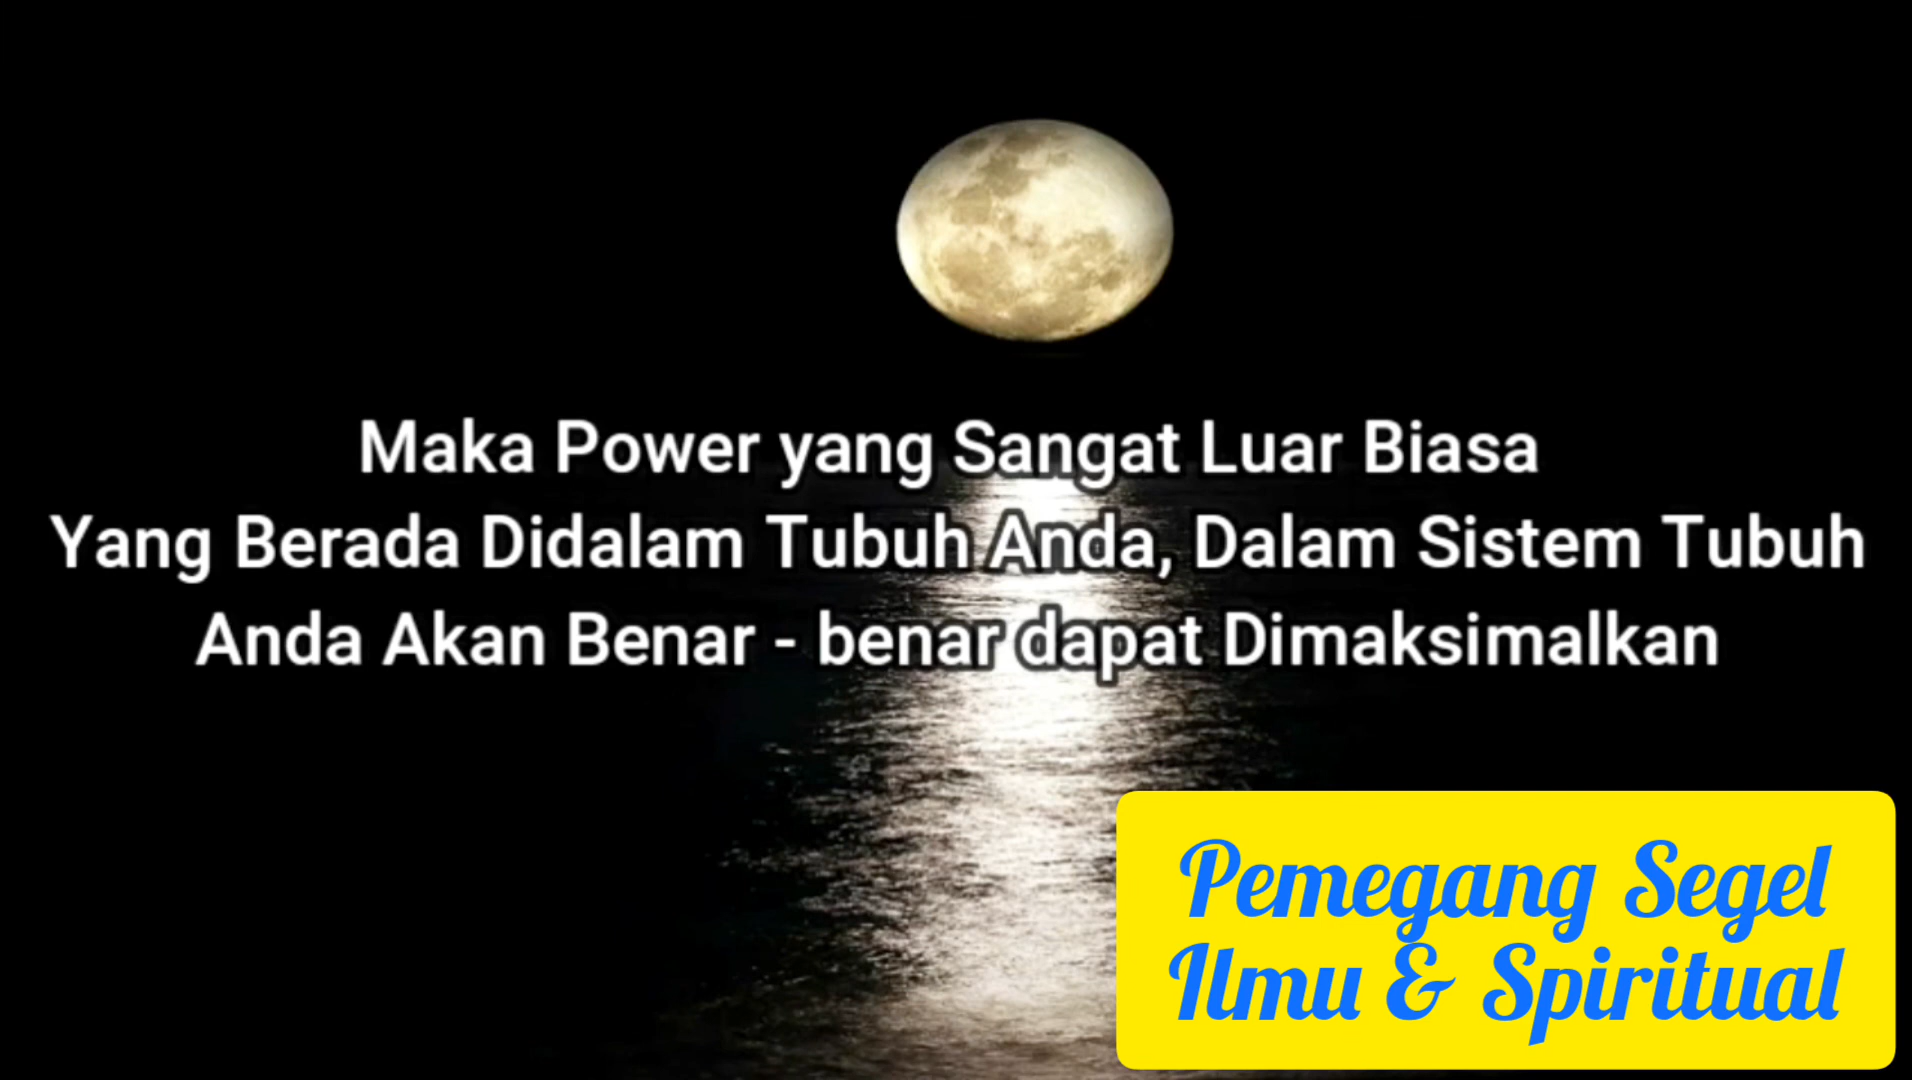 Maka Power yang Sangat Luar Biasa
Yang Berada Didalam Tubuh Anda, Dalam Sistem Tubuh
Anda Akan Benar - benar dapat Dimaksimalkan
Pemegang Segel
Ilmu & Spiritual